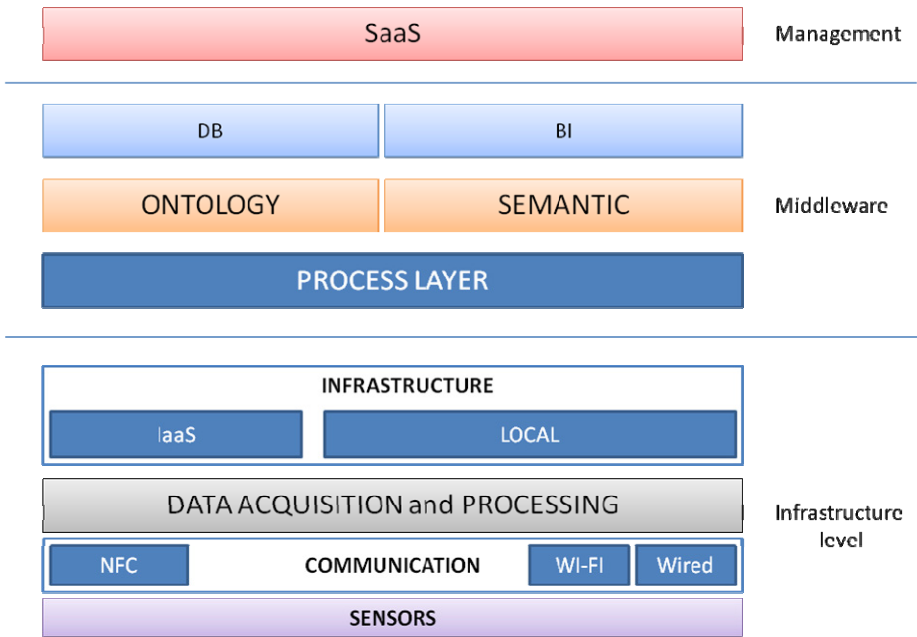 SaaS
Management
DB
BI
ONTOLOGY
SEMANTIC
Middleware
PROCESS LAYER
INFRASTRUCTURE
IaaS
LOCAL
DATA ACQUISITION and PROCESSING
Infrastructure
level
NFC
COMMUNICATION
WI-FI
Wired
SENSORS